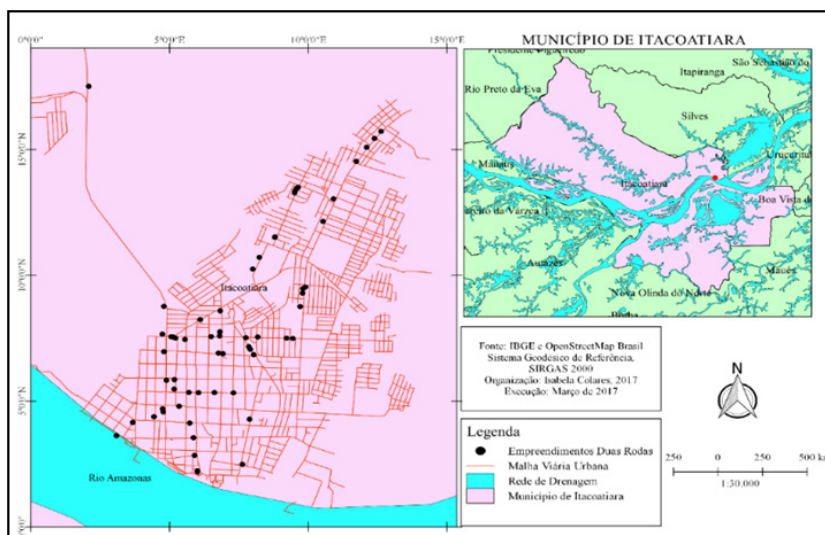 0°0'0" 5°0'0"N 10°0'0"N 15°0'0"N
15°0'0"N
10°0'0"N
5°0'0"N
0°0'0"
Itacoatiara
Rio Amazonas
MUNICÍPIO DE ITACOATIARA
Presidente Figueiredo
São Sebastião do
Itapiranga
Rio Preto da Eva
Silves
Urucuritu
Manaus
Itacoatiara
Boa Vista do
da Várzea
Autazes
Maués
Nova Olinda do Norte
Borba
Fonte: IBGE e OpenStreetMap Brasil
Sistema Geodésico de Referência,
SIRGAS 2000
Organização: Isabela Colares, 2017
Execução: Março de 2017
N
Legenda
Empreendimentos Duas Rodas
Malha Viária Urbana
Rede de Drenagem
Município de Itacoatiara
250 0 250 500 km
1:30.000